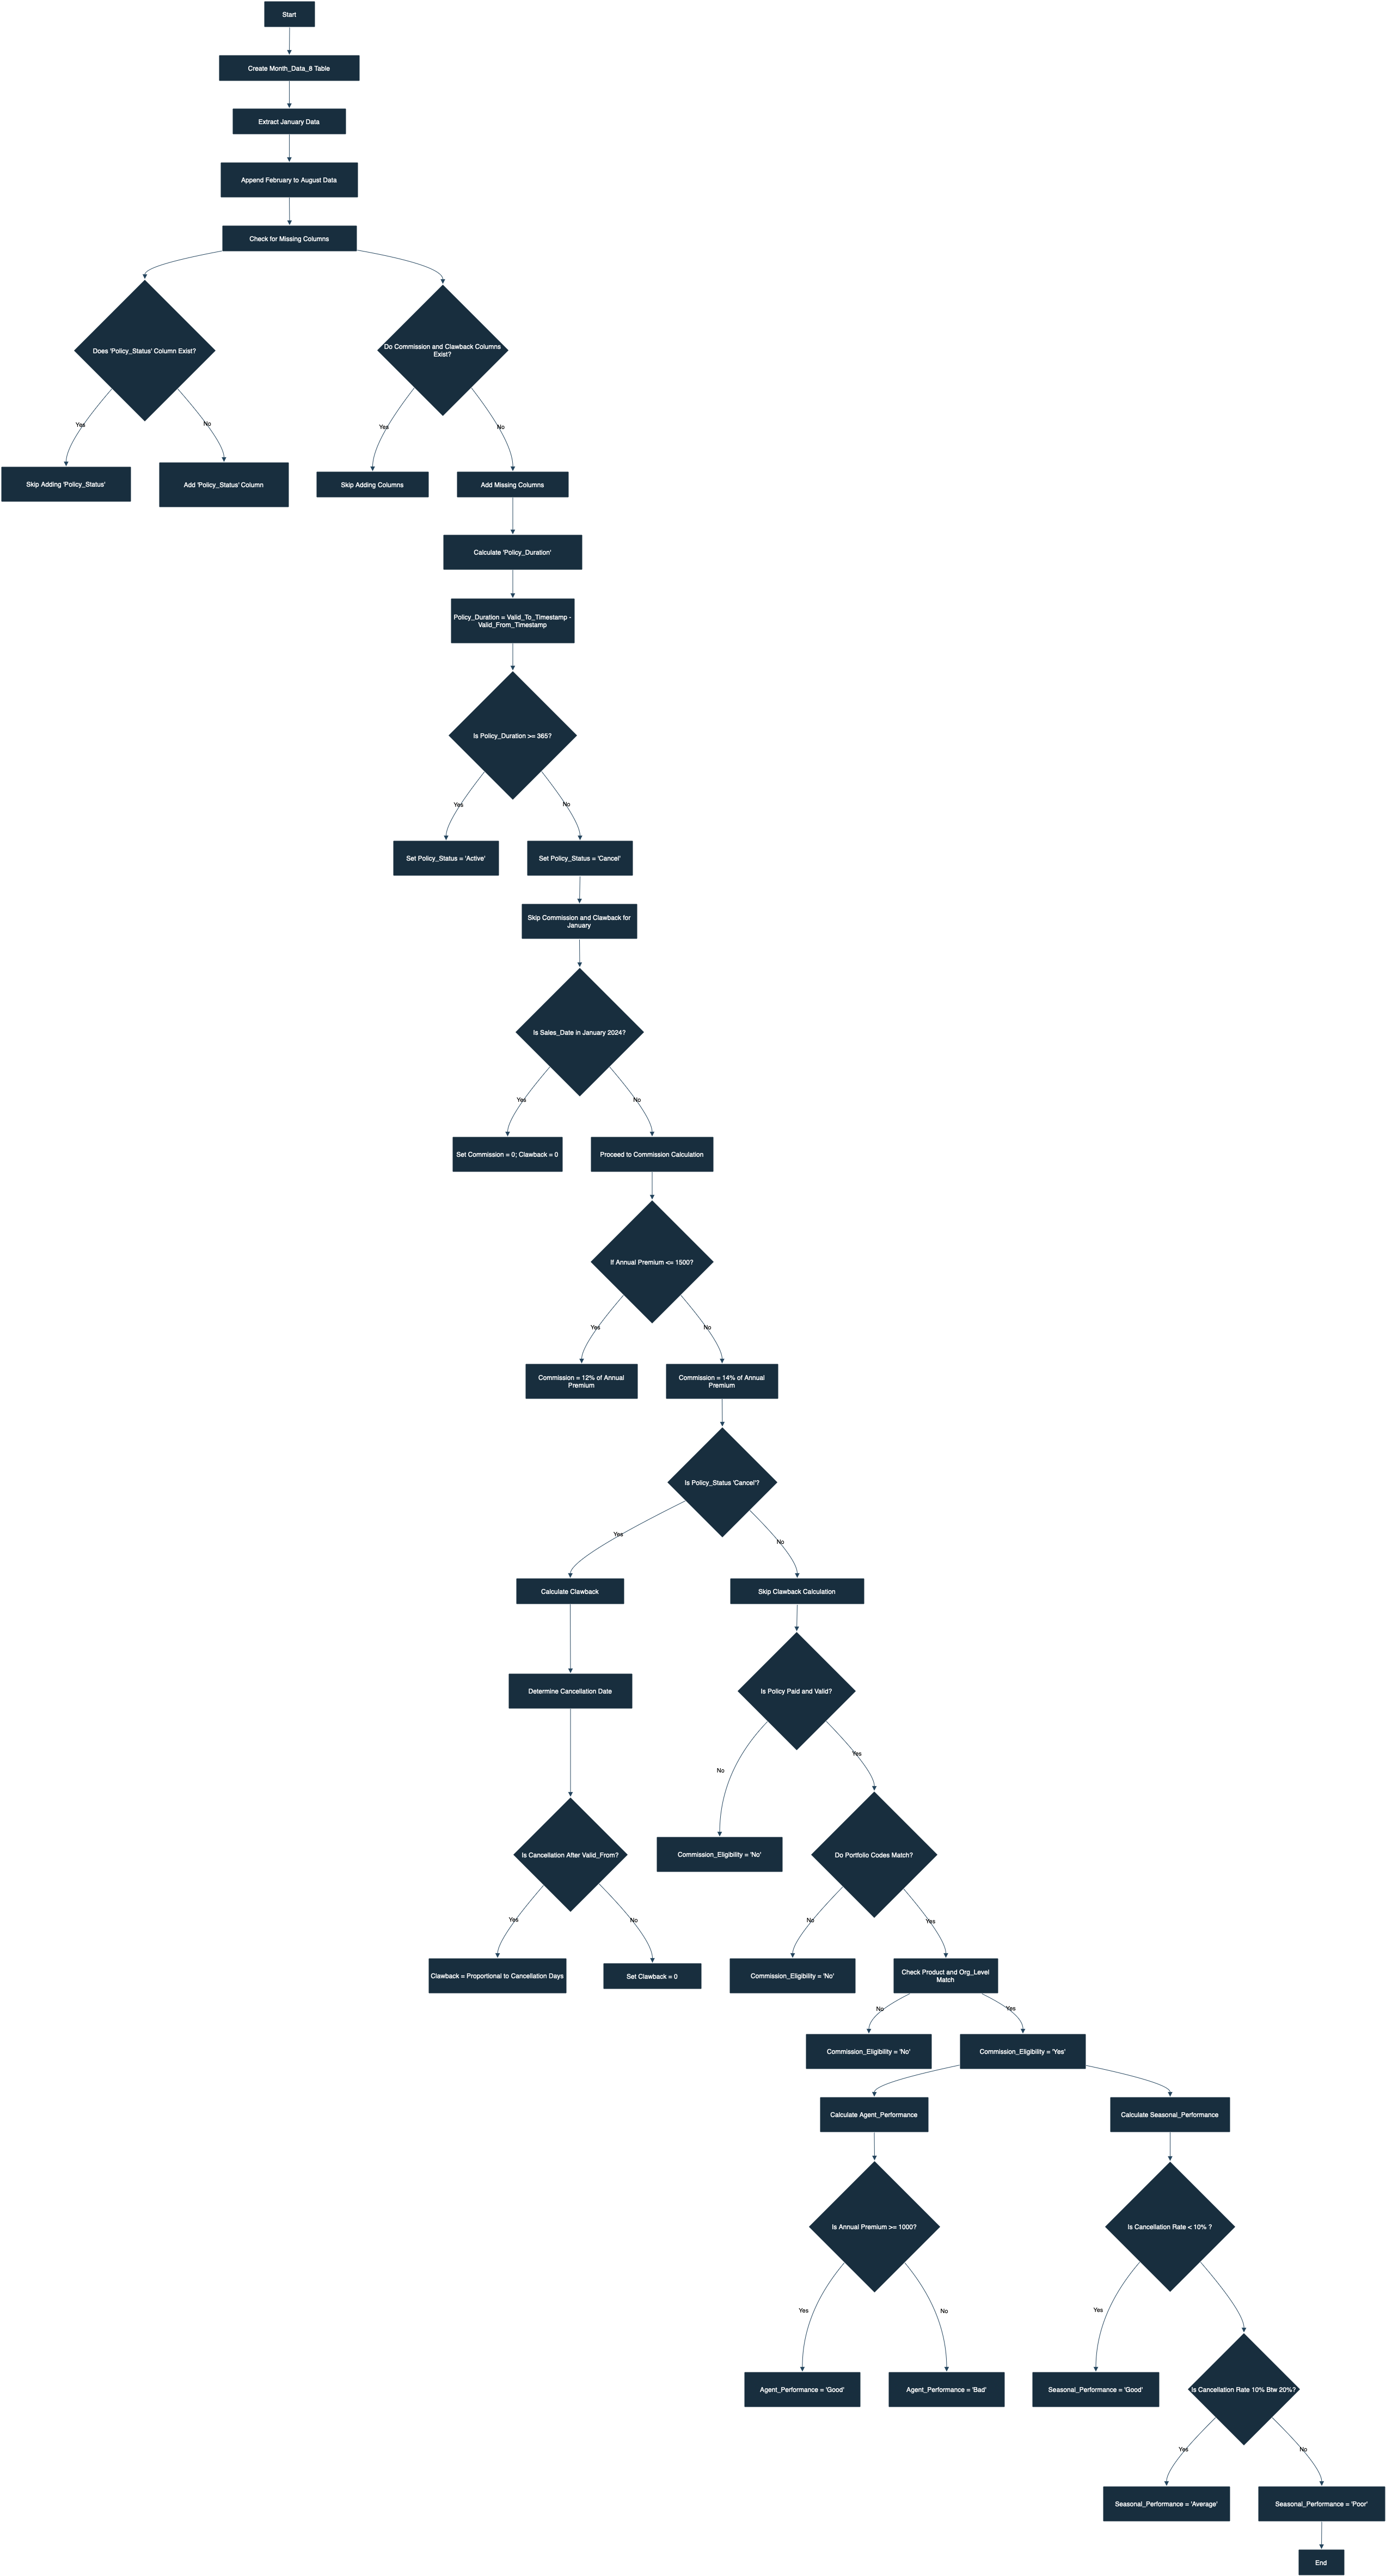 Start
Create Month_Data_8 Table
Extract January Data
Append February to August Data
Check for Missing Columns
Does 'Policy_Status' Column Exist?
Do Commission and Clawback Columns
Exist?
Yes
No
Yes
No
Skip Adding 'Policy_Status'
Add 'Policy_Status' Column
Skip Adding Columns
Add Missing Columns
Calculate 'Policy_Duration'
Policy_Duration = Valid_To_Timestamp -
Valid_From_Timestamp
Is Policy_Duration >= 365?
Yes
No
Set Policy_Status = 'Active'
Set Policy_Status = 'Cancel'
Skip Commission and Clawback for
January
Is Sales_Date in January 2024?
Yes
No
Set Commission = 0; Clawback = 0
Proceed to Commission Calculation
If Annual Premium <= 1500?
Yes
No
Commission = 12% of Annual
Premium
Commission = 14% of Annual
Premium
Is Policy_Status 'Cancel'?
Yes
No
Calculate Clawback
Skip Clawback Calculation
Determine Cancellation Date
Is Policy Paid and Valid?
No
Yes
Is Cancellation After Valid_From?
Commission_Eligibility = 'No'
Do Portfolio Codes Match?
Yes
No
No
Yes
Clawback = Proportional to Cancellation Days
Set Clawback = 0
Commission_Eligibility = 'No'
Check Product and Org_Level
Match
No
Yes
Commission_Eligibility = 'No'
Commission_Eligibility = 'Yes'
Calculate Agent_Performance
Calculate Seasonal_Performance
Is Annual Premium >= 1000?
Is Cancellation Rate < 10% ?
Yes
No
Yes
Agent_Performance = 'Good'
Agent_Performance = 'Bad'
Seasonal_Performance = 'Good'
Is Cancellation Rate 10% Btw 20%?
Yes
No
Seasonal_Performance = 'Average'
Seasonal_Performance = 'Poor'
End